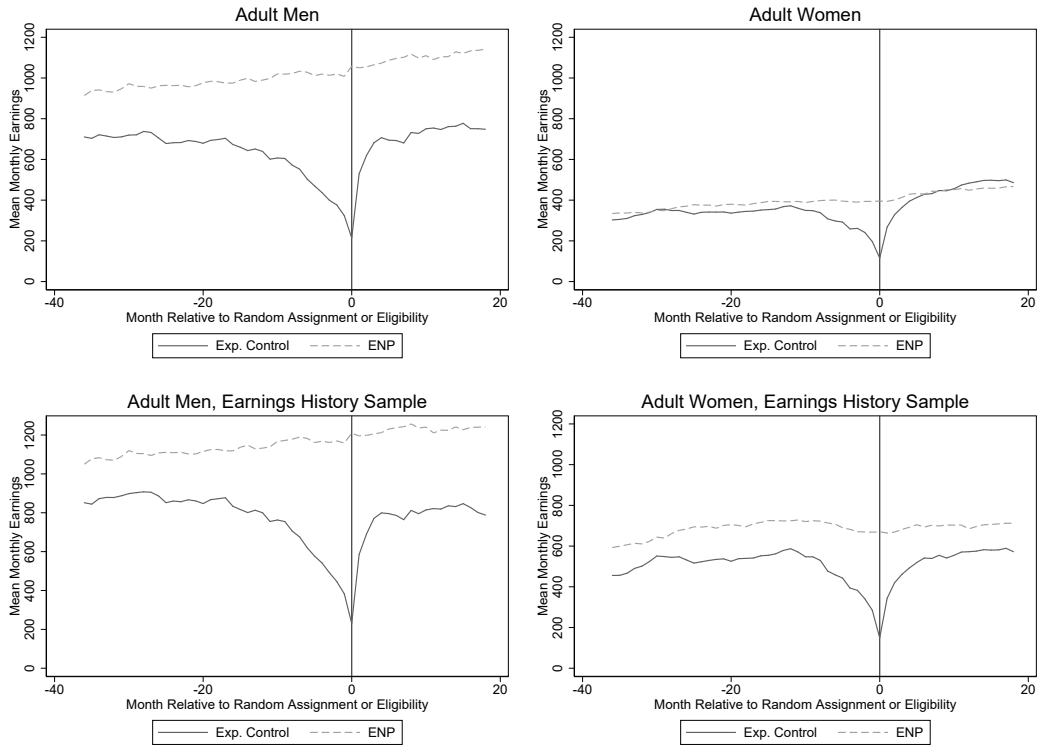 Adult Men
Mean Monthly Earnings
0 200 400 600 800 1000 1200
-40 -20 0 20
Month Relative to Random Assignment or Eligibility
Exp. Control ENP
Adult Women
Mean Monthly Earnings
0 200 400 600 800 1000 1200
-40 -20 0 20
Month Relative to Random Assignment or Eligibility
Exp. Control ENP
Adult Men, Earnings History Sample
Mean Monthly Earnings
0 200 400 600 800 1000 1200
-40 -20 0 20
Month Relative to Random Assignment or Eligibility
Exp. Control ENP
Adult Women, Earnings History Sample
Mean Monthly Earnings
0 200 400 600 800 1000 1200
-40 -20 0 20
Month Relative to Random Assignment or Eligibility
Exp. Control ENP